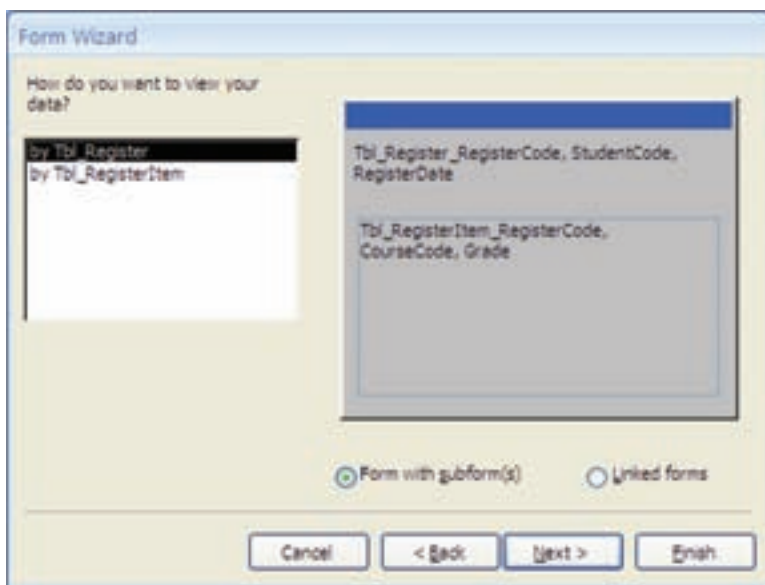 Form Wizard
How do you want to view your
data?
by Tbl_Register
by Tbl_RegisterItem
Tbl_Register_RegisterCode, StudentCode,
RegisterDate
Tbl_RegisterItem_RegisterCode,
CourseCode, Grade
Form with subform(s)
Linked forms
Cancel
< Back
Next >
Finish